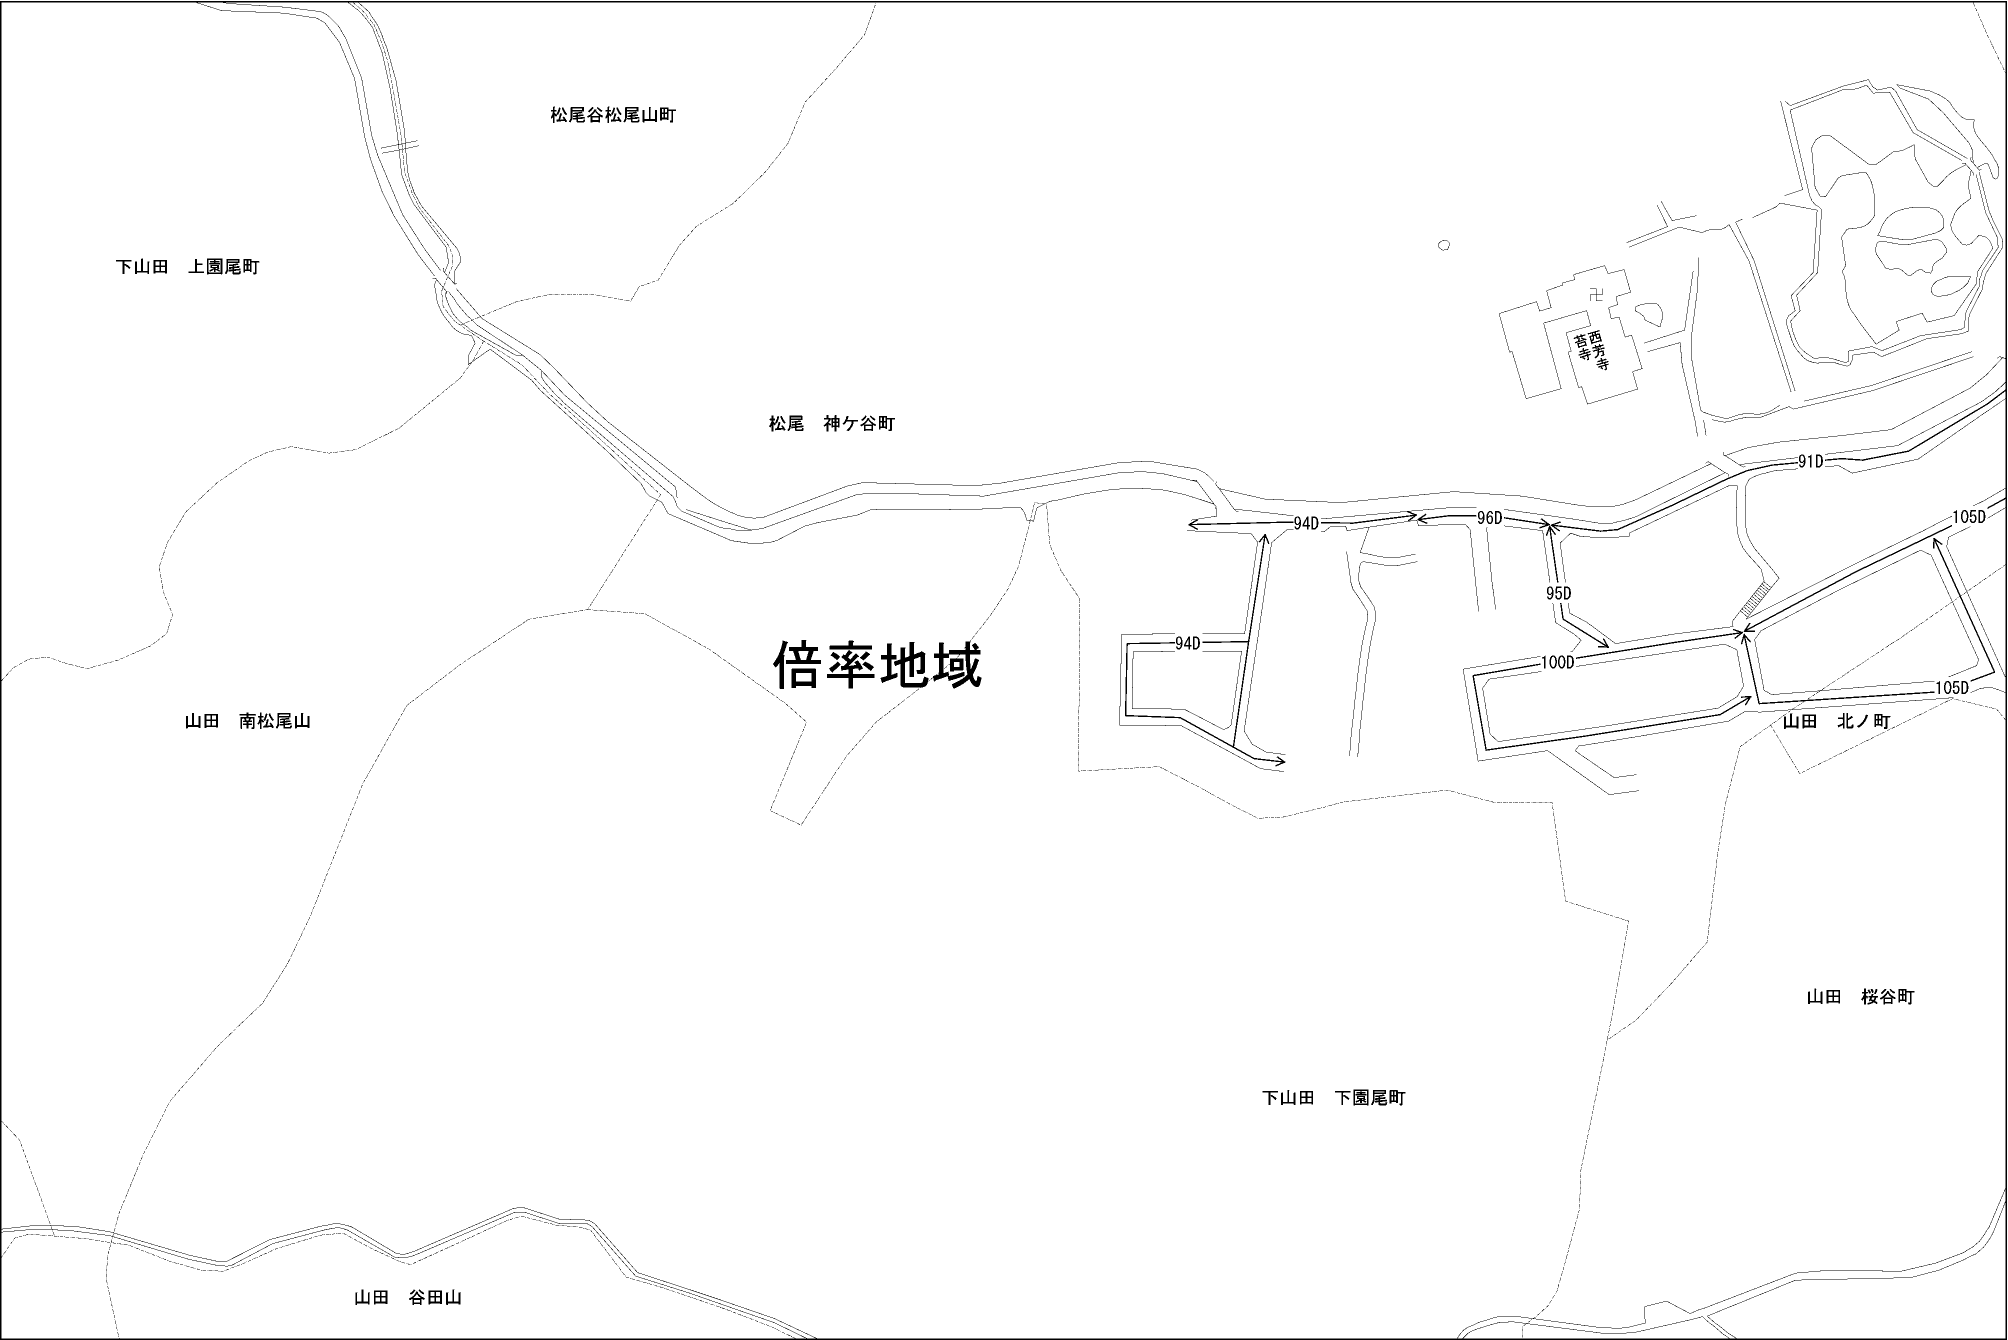 松尾谷松尾山町
下山田　上園尾町
西芳寺
苔寺
松尾　神ケ谷町
91D
94D
96D
105D
95D
94D
100D
105D
倍率地域
山田　南松尾山
山田　北ノ町
山田　桜谷町
下山田　下園尾町
山田　谷田山